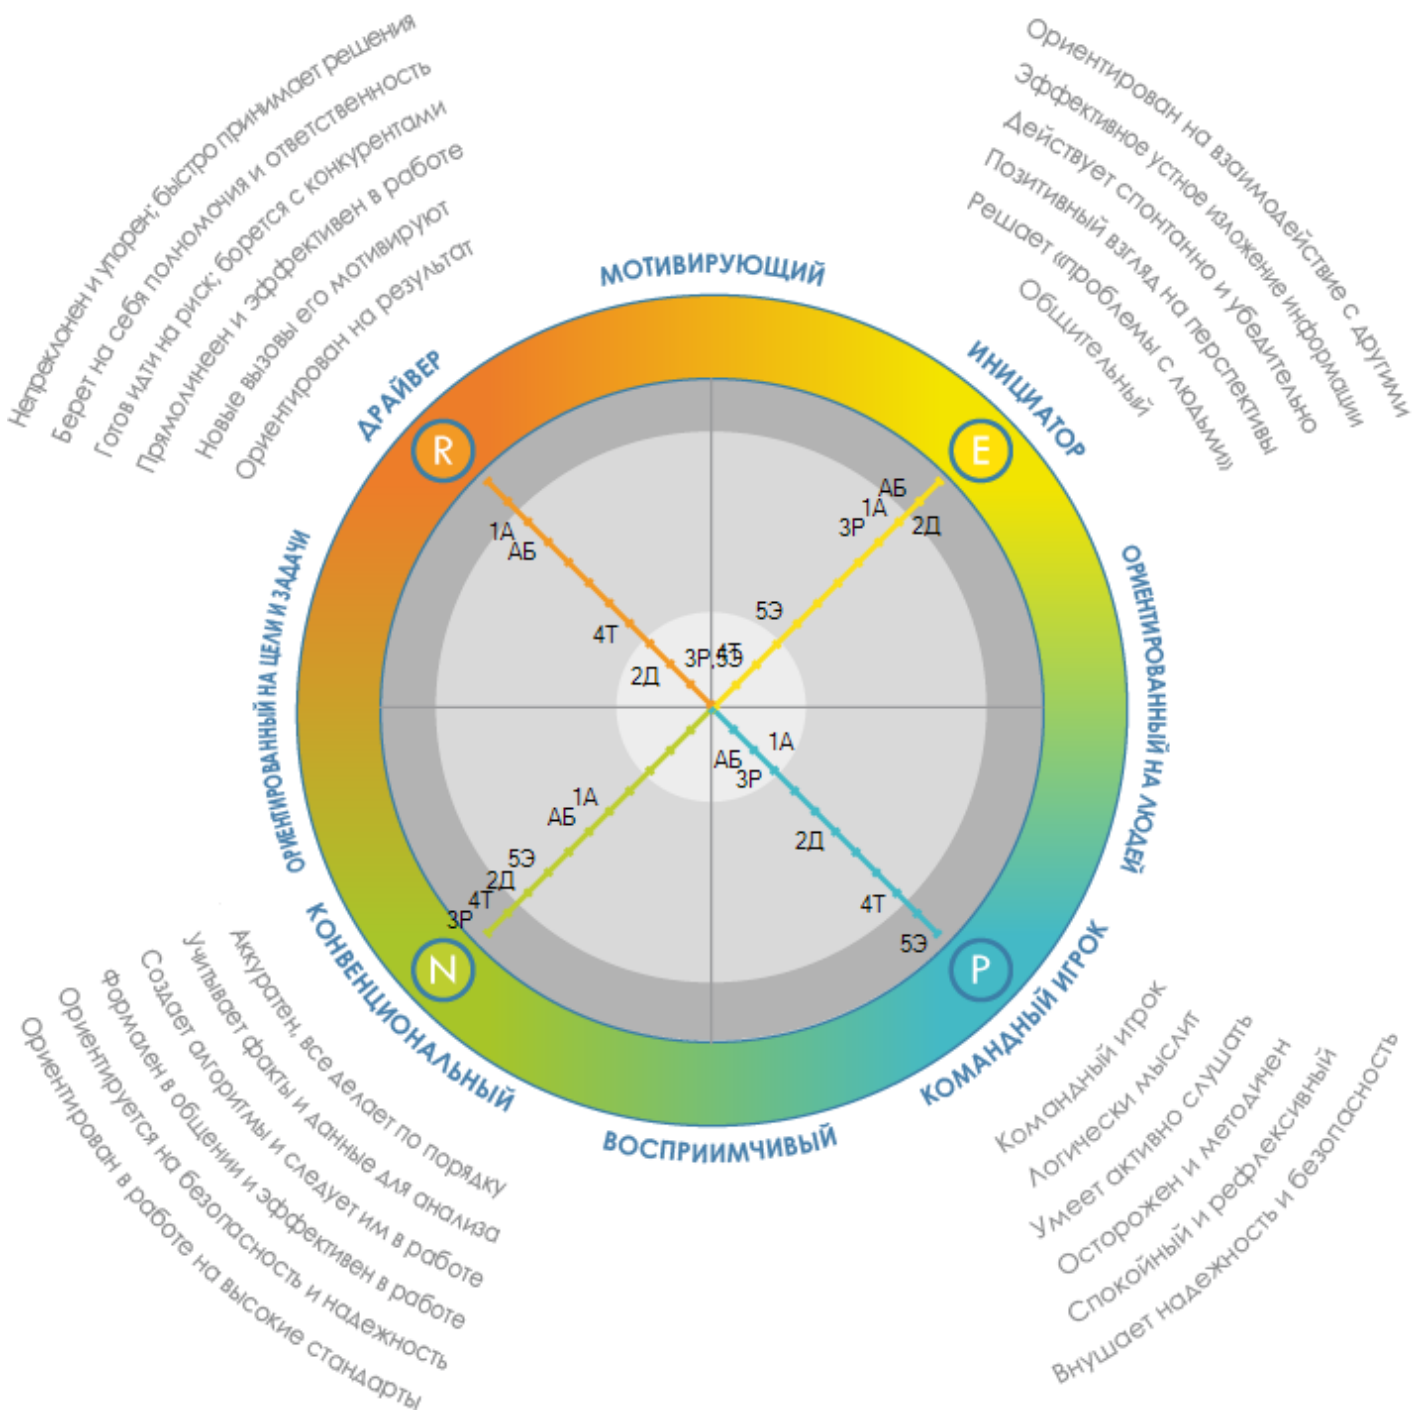 Непреклонен и упорен; быстро принимает решения
Берет на себя полномочия и ответственность
Готов идти на риск; борется с конкурентами
Прямолинеен и эффективен в работе
Новые вызовы его мотивируют
Ориентирован на результат
Ориентирован на взаимодействие с другими
Эффективное устное изложение информации
Действует спонтанно и убедительно
Позитивный взгляд на перспективы
Решает «проблемы с людьми»
Общительный
МОТИВИРУЮЩИЙ
ДРАЙВЕР
ИНИЦИАТОР
R
E
АБ
1А
3Р
2Д
1А
АБ
5Э
4Т
3Р,5Э
4Т
2Д
ОРИЕНТИРОВАННЫЙ НА ЦЕЛИ И ЗАДАЧИ
ОРИЕНТИРОВАННЫЙ НА ЛЮДЕЙ
1А
АБ
3Р
1А
АБ
2Д
5Э
2Д
4Т
3Р
4Т
5Э
N
P
КОНВЕНЦИОНАЛЬНЫЙ
КОМАНДНЫЙ ИГРОК
ВОСПРИИМЧИВЫЙ
Аккуратен, все делает по порядку
Учитывает факты и данные для анализа
Создает алгоритмы и следует им в работе
Формален в общении и эффективен в работе
Ориентируется на безопасность и надежность
Ориентирован в работе на высокие стандарты
Командный игрок
Логически мыслит
Умеет активно слушать
Осторожен и методичен
Спокойный и рефлексивный
Внушает надежность и безопасность